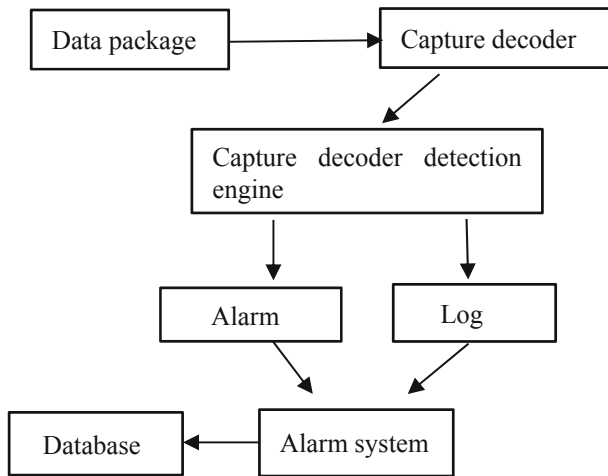 Data package
Capture decoder
Capture decoder detection
engine
Alarm
Log
Database
Alarm system